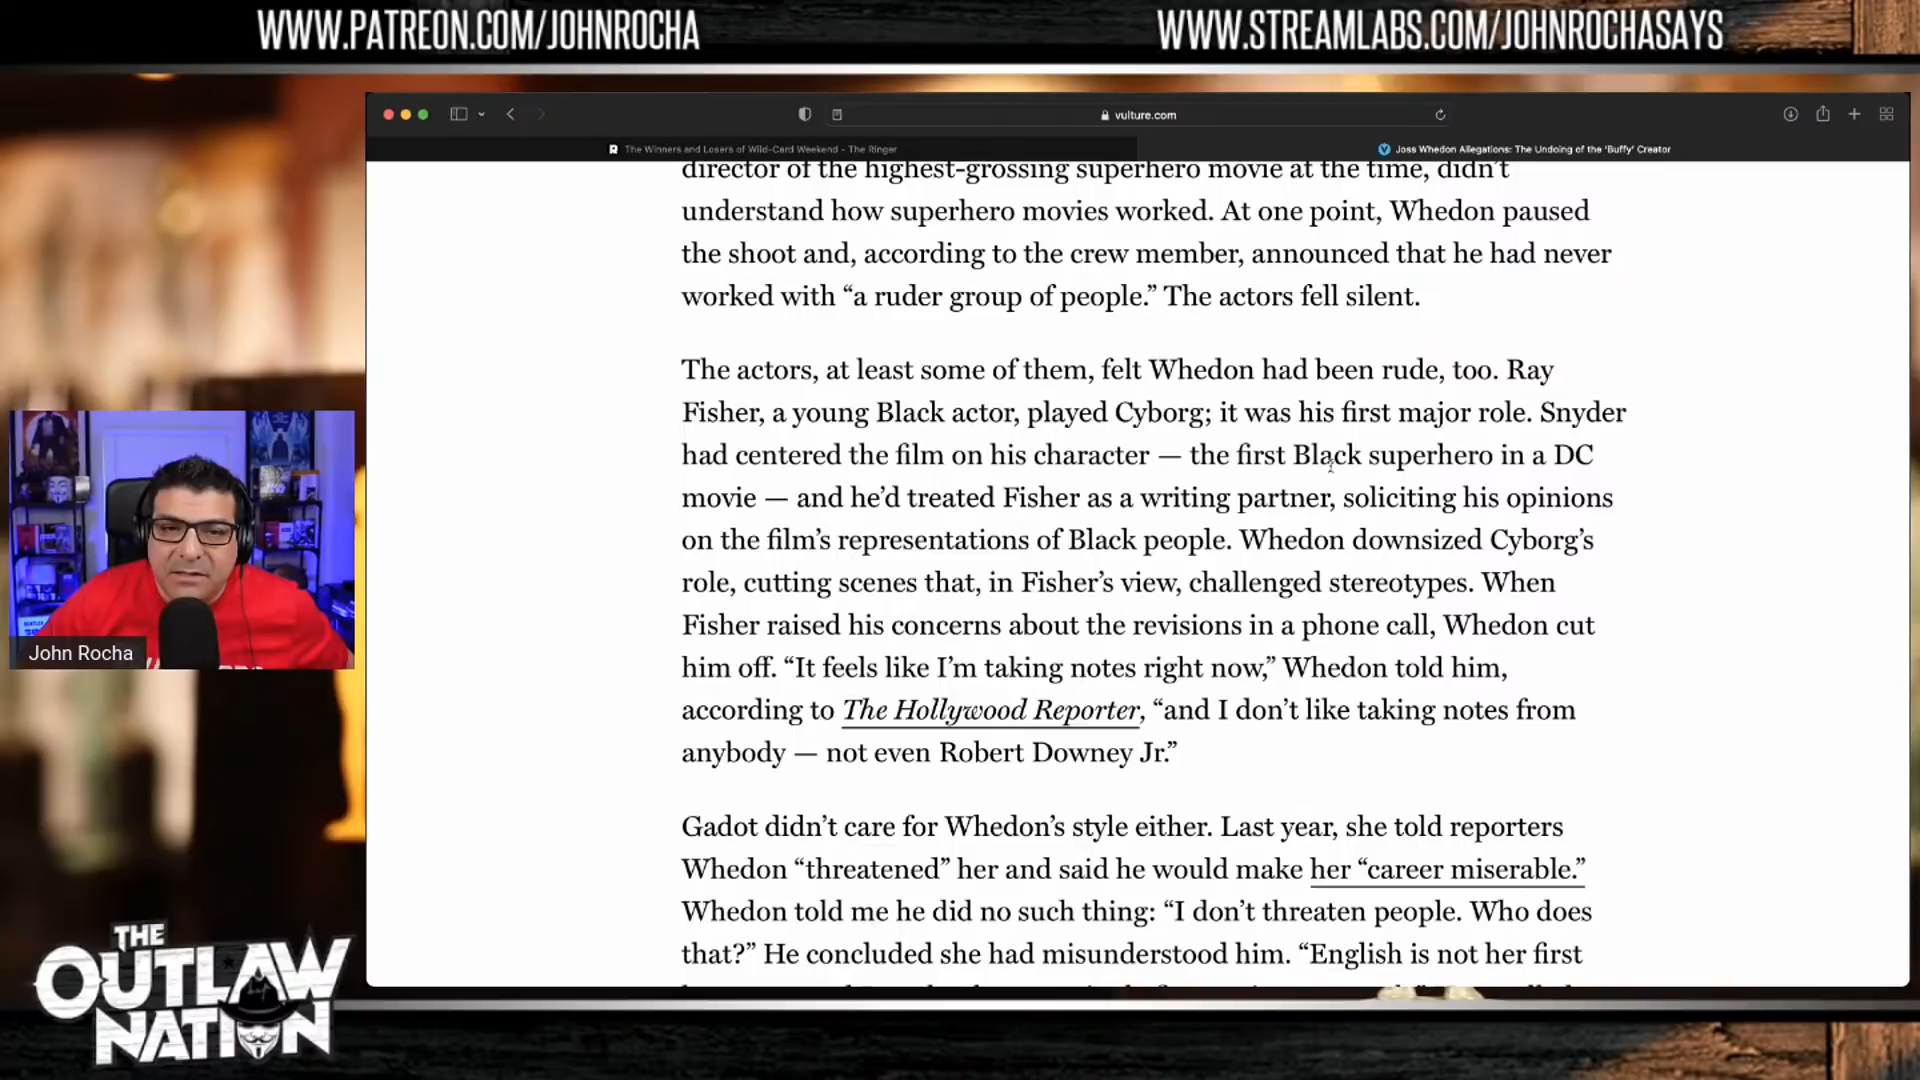 WWW.PATREON.COM/JOHNROCHA
WWW.STREAMLABS.COM/JOHNROCHASAYS
vulture.com
The Winners and Losers of Wild-Card Weekend - The Ringer
Joss Whedon Allegations: The Undoing of the 'Buffy' Creator
director of the highest-grossing superhero movie at the time, didn’t
understand how superhero movies worked. At one point, Whedon paused
the shoot and, according to the crew member, announced that he had never
worked with “a ruder group of people.” The actors fell silent.
The actors, at least some of them, felt Whedon had been rude, too. Ray
Fisher, a young Black actor, played Cyborg; it was his first major role. Snyder
had centered the film on his character — the first Black superhero in a DC
movie — and he’d treated Fisher as a writing partner, soliciting his opinions
on the film’s representations of Black people. Whedon downsized Cyborg’s
role, cutting scenes that, in Fisher’s view, challenged stereotypes. When
Fisher raised his concerns about the revisions in a phone call, Whedon cut
him off. “It feels like I’m taking notes right now,” Whedon told him,
according to The Hollywood Reporter, “and I don’t like taking notes from
anybody — not even Robert Downey Jr.”
Gadot didn’t care for Whedon’s style either. Last year, she told reporters
Whedon “threatened” her and said he would make her “career miserable.”
Whedon told me he did no such thing: “I don’t threaten people. Who does
that?” He concluded she had misunderstood him. “English is not her first
John Rocha
THE
OUTLAW
NATION